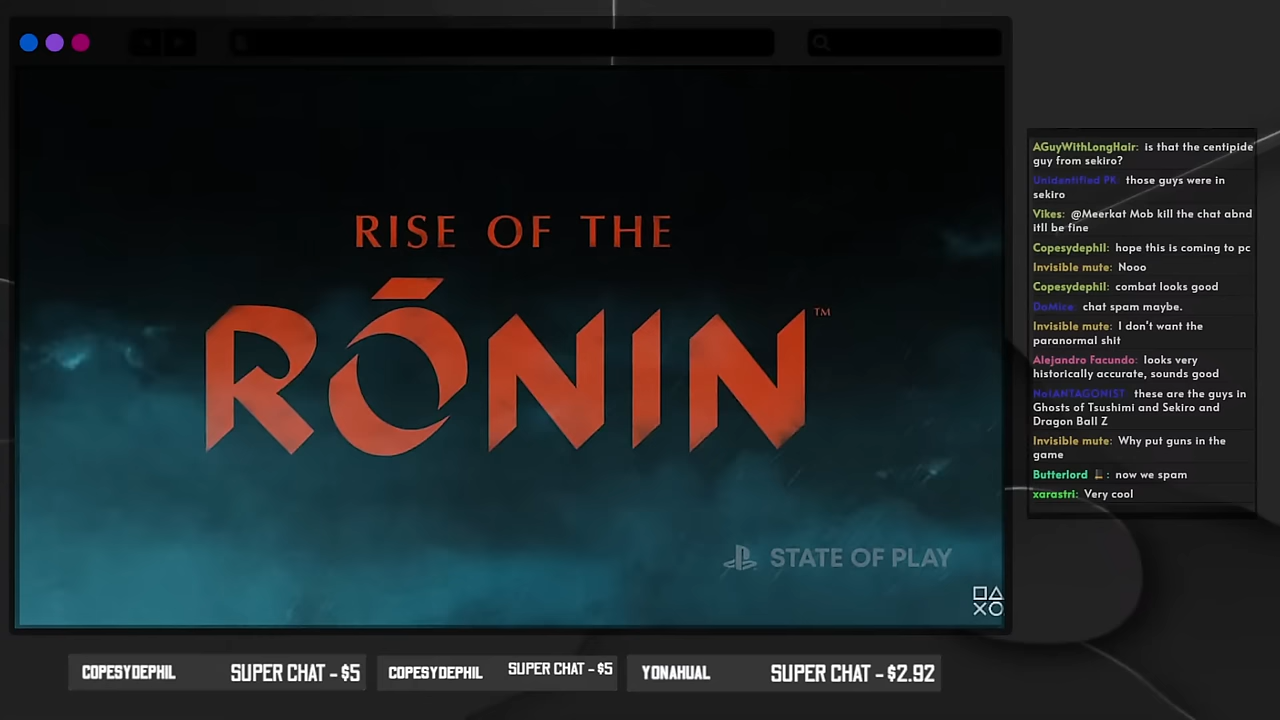 RISE OF THE
RŌNIN
TM
STATE OF PLAY
AGuyWithLongHair: is that the centipide
guy from sekiro?
Unidentified PK: those guys were in
sekiro
Vikes: @Meerkat Mob kill the chat abnd
itll be fine
Copesydephil: hope this is coming to pc
Invisible mute: Nooo
Copesydephil: combat looks good
DaMice: chat spam maybe.
Invisible mute: I don't want the
paranormal shit
Alejandro Facundo: looks very
historically accurate, sounds good
No1ANTAGONIST: these are the guys in
Ghosts of Tsushimi and Sekiro and
Dragon Ball Z
Invisible mute: Why put guns in the
game
Butterlord : now we spam
xarastri: Very cool
COPESYDEPHIL SUPER CHAT - $5
COPESYDEPHIL SUPER CHAT - $5
YONAHUAL SUPER CHAT - $2.92